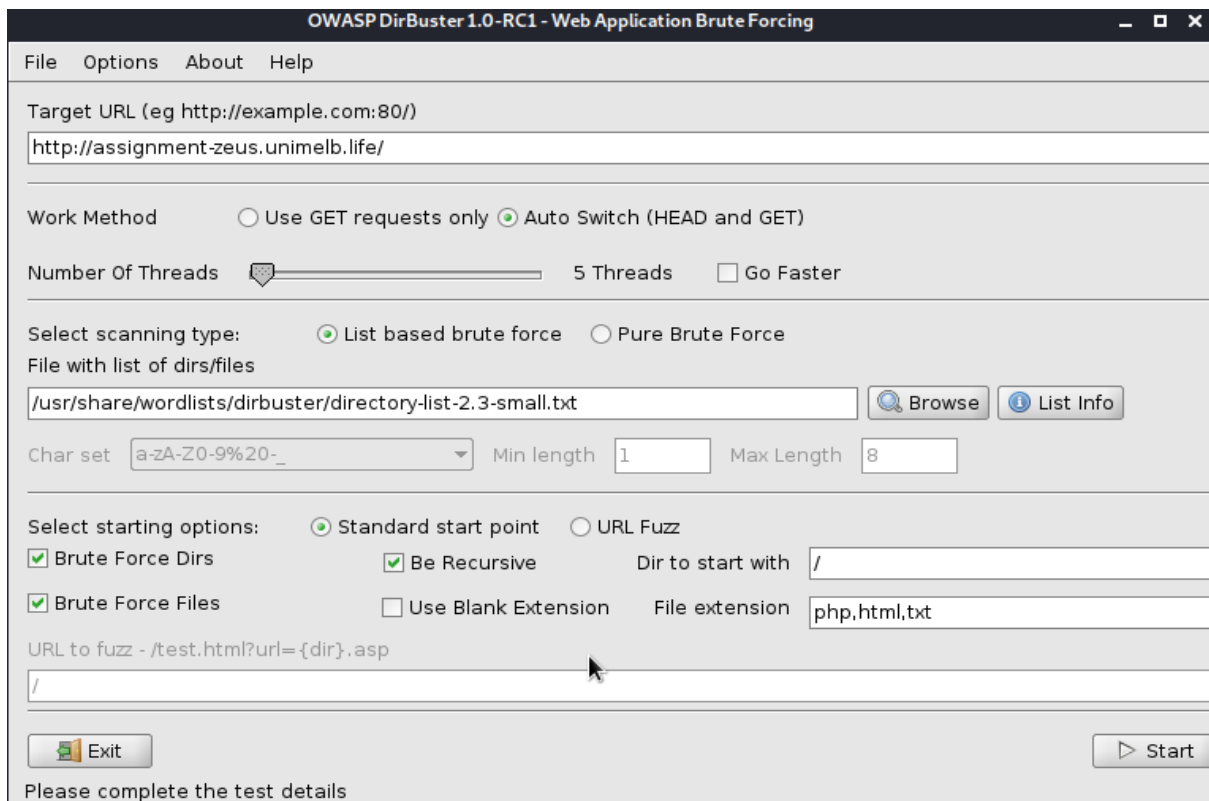 OWASP DirBuster 1.0-RC1 - Web Application Brute Forcing
File Options About Help
Target URL (eg http://example.com:80/)
http://assignment-zeus.unimelb.life/
Work Method Use GET requests only Auto Switch (HEAD and GET)
Number Of Threads 5 Threads Go Faster
Select scanning type: List based brute force Pure Brute Force
File with list of dirs/files
/usr/share/wordlists/dirbuster/directory-list-2.3-small.txt Browse List Info
Char set a-zA-Z0-9%20-_ Min length 1 Max Length 8
Select starting options: Standard start point URL Fuzz
Brute Force Dirs Be Recursive Dir to start with /
Brute Force Files Use Blank Extension File extension php,html,txt
URL to fuzz - /test.html?url={dir}.asp
/
Exit Start
Please complete the test details